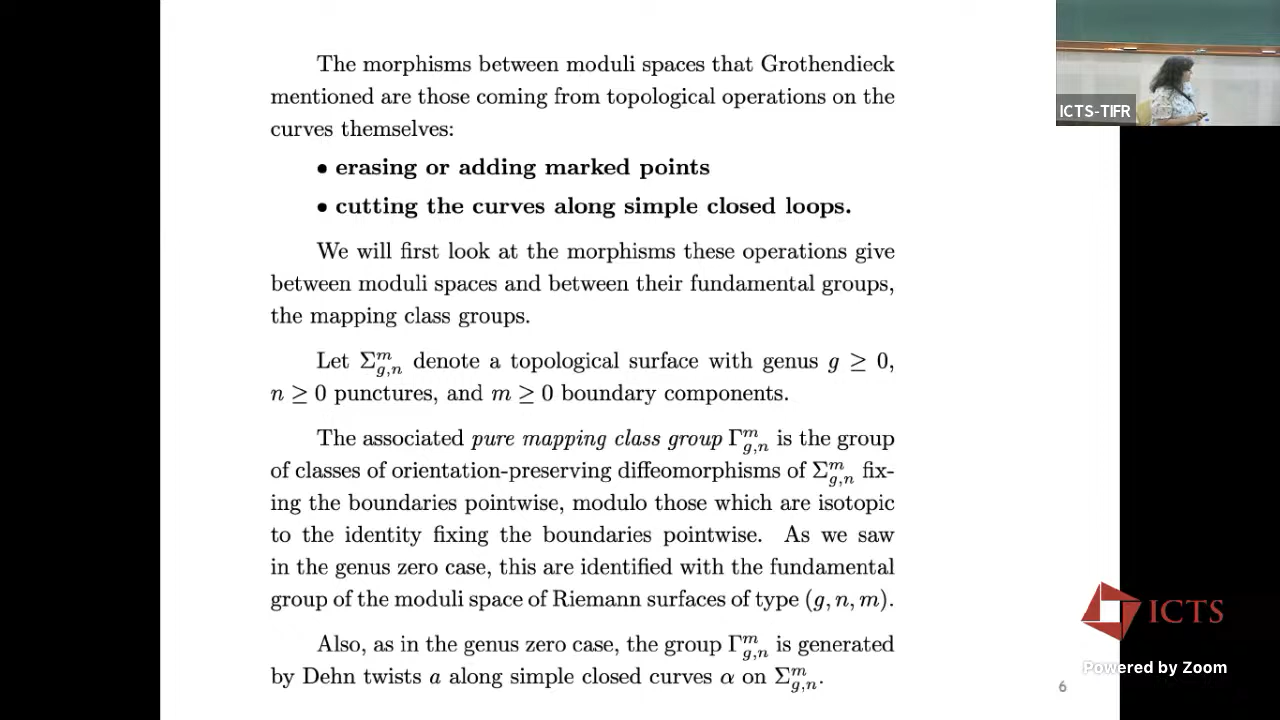 The morphisms between moduli spaces that Grothendieck
mentioned are those coming from topological operations on the
curves themselves:
• erasing or adding marked points
• cutting the curves along simple closed loops.
We will first look at the morphisms these operations give
between moduli spaces and between their fundamental groups,
the mapping class groups.
Let Σ^m_{g,n} denote a topological surface with genus g ≥ 0,
n ≥ 0 punctures, and m ≥ 0 boundary components.
The associated pure mapping class group Γ^m_{g,n} is the group
of classes of orientation-preserving diffeomorphisms of Σ^m_{g,n} fix-
ing the boundaries pointwise, modulo those which are isotopic
to the identity fixing the boundaries pointwise. As we saw
in the genus zero case, this are identified with the fundamental
group of the moduli space of Riemann surfaces of type (g, n, m).
Also, as in the genus zero case, the group Γ^m_{g,n} is generated
by Dehn twists a along simple closed curves α on Σ^m_{g,n}.
6
ICTS-TIFR
ICTS
Powered by Zoom